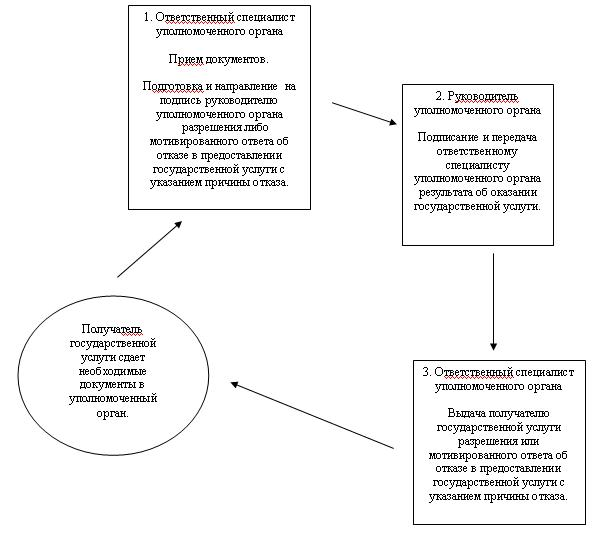 1. Ответственный специалист
уполномоченного органа
Прием документов.
Подготовка и направление на
подпись руководителю
уполномоченного органа
разрешения либо
мотивированного ответа об
отказе в предоставлении
государственной услуги с
указанием причины отказа.
2. Руководитель
уполномоченного органа
Подписание и передача
ответственному
специалисту
уполномоченного органа
результата об оказании
государственной услуги.
3. Ответственный специалист
уполномоченного органа
Выдача получателю
государственной услуги
разрешения или
мотивированного ответа об
отказе в предоставлении
государственной услуги с
указанием причины отказа.
Получатель
государственной
услуги сдает
необходимые
документы в
уполномоченный
орган.